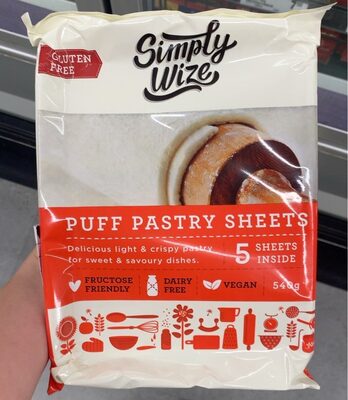 Simply
Wize
GLUTEN
FREE
PUFF PASTRY SHEETS
Delicious light & crispy pastry
for sweet & savoury dishes.
5 SHEETS
INSIDE
FRUCTOSE
FRIENDLY
DAIRY
FREE
VEGAN
540g